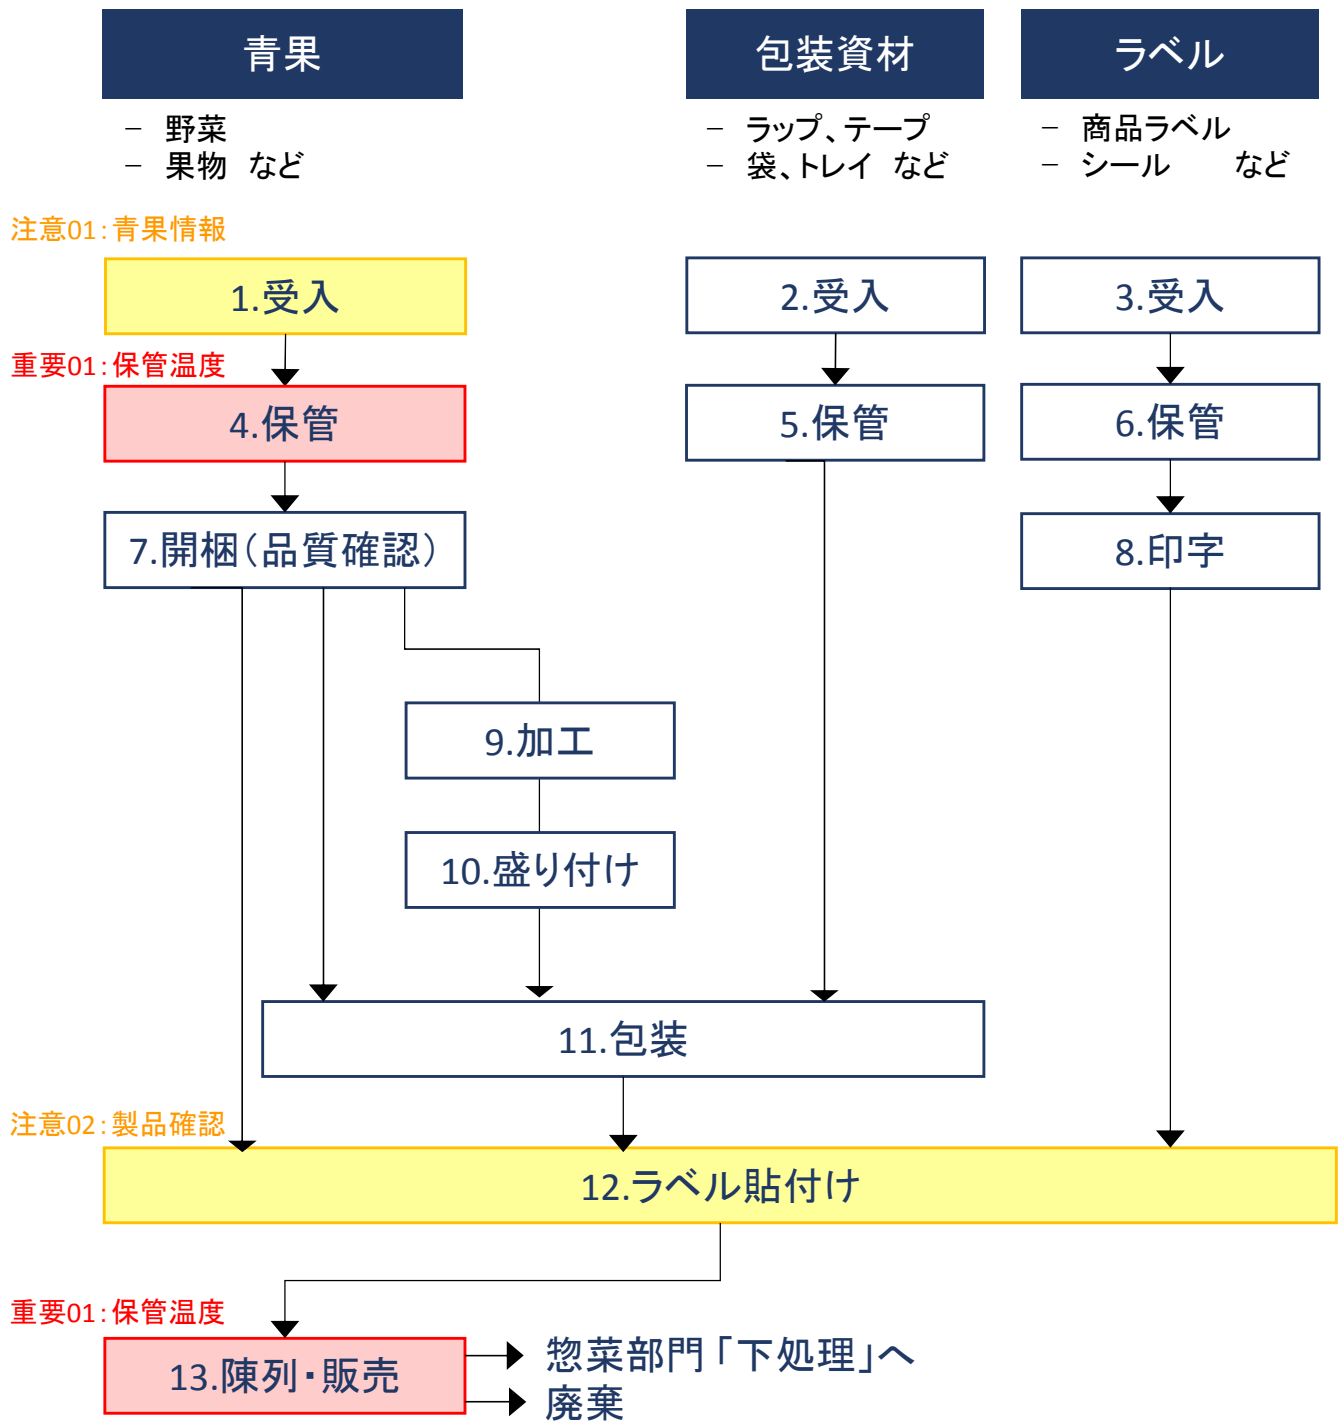 青果
包装資材
ラベル
－ 野菜
－ 果物 など
－ ラップ、テープ
－ 袋、トレイ など
－ 商品ラベル
－ シール など
注意01：青果情報
1.受入
2.受入
3.受入
重要01：保管温度
4.保管
5.保管
6.保管
7.開梱（品質確認）
8.印字
9.加工
10.盛り付け
11.包装
注意02：製品確認
12.ラベル貼付け
重要01：保管温度
13.陳列・販売
惣菜部門「下処理」へ
廃棄